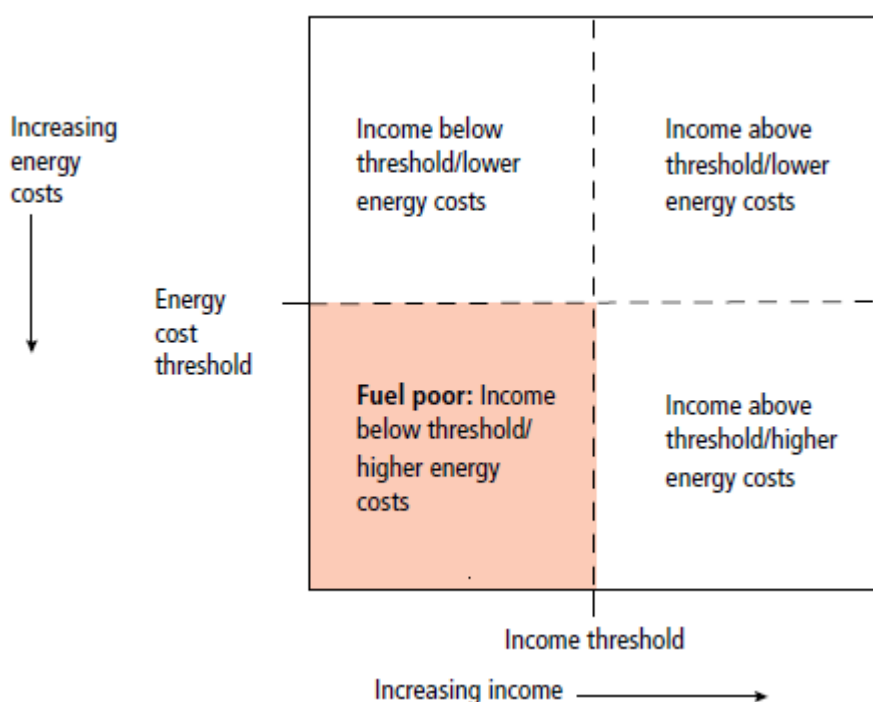 Increasing
energy
costs
Income below
threshold/lower
energy costs
Income above
threshold/lower
energy costs
Energy
cost
threshold
Fuel poor: Income
below threshold/
higher energy
costs
Income above
threshold/higher
energy costs
Income threshold
Increasing income